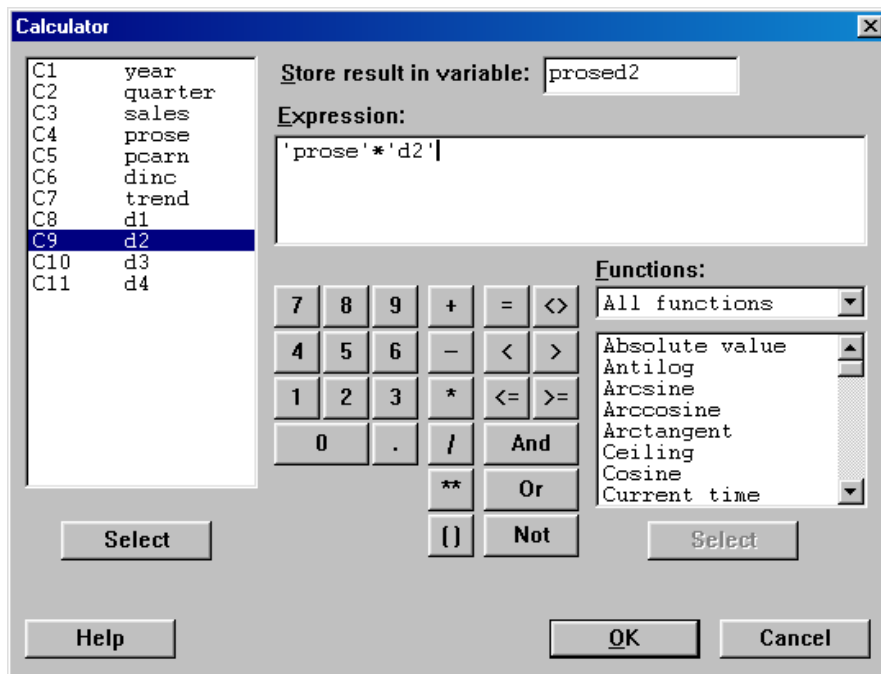 Calculator
C1 year
C2 quarter
C3 sales
C4 prose
C5 pcarn
C6 dinc
C7 trend
C8 d1
C9 d2
C10 d3
C11 d4
Select
Store result in variable: prosed2
Expression:
'prose'*'d2'
7 8 9 + = <>
4 5 6 − < >
1 2 3 * <= >=
0 . / And
** Or
() Not
Functions:
All functions
Absolute value
Antilog
Arcsine
Arccosine
Arctangent
Ceiling
Cosine
Current time
Select
Help
OK
Cancel